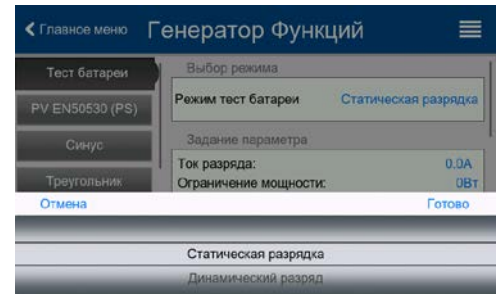 Главное меню Генератор Функций
Тест батареи
Выбор режима
Режим тест батареи Статическая разрядка
PV EN50530 (PS)
Синус
Задание параметра
Ток разряда: 0.0А
Треугольник
Ограничение мощности: 0Вт
Отмена Готово
Статическая разрядка
Динамический разряд